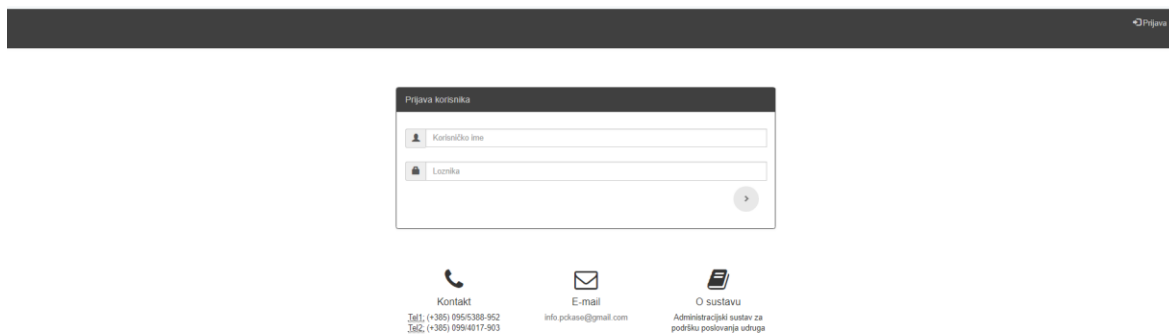 Prijava
Prijava korisnika
Korisničko ime
Loznika
Kontakt
Tel1: (+385) 095/5388-952
Tel2: (+385) 099/4017-903
E-mail
info.pckase@gmail.com
O sustavu
Administracijski sustav za
podršku poslovanja udruga